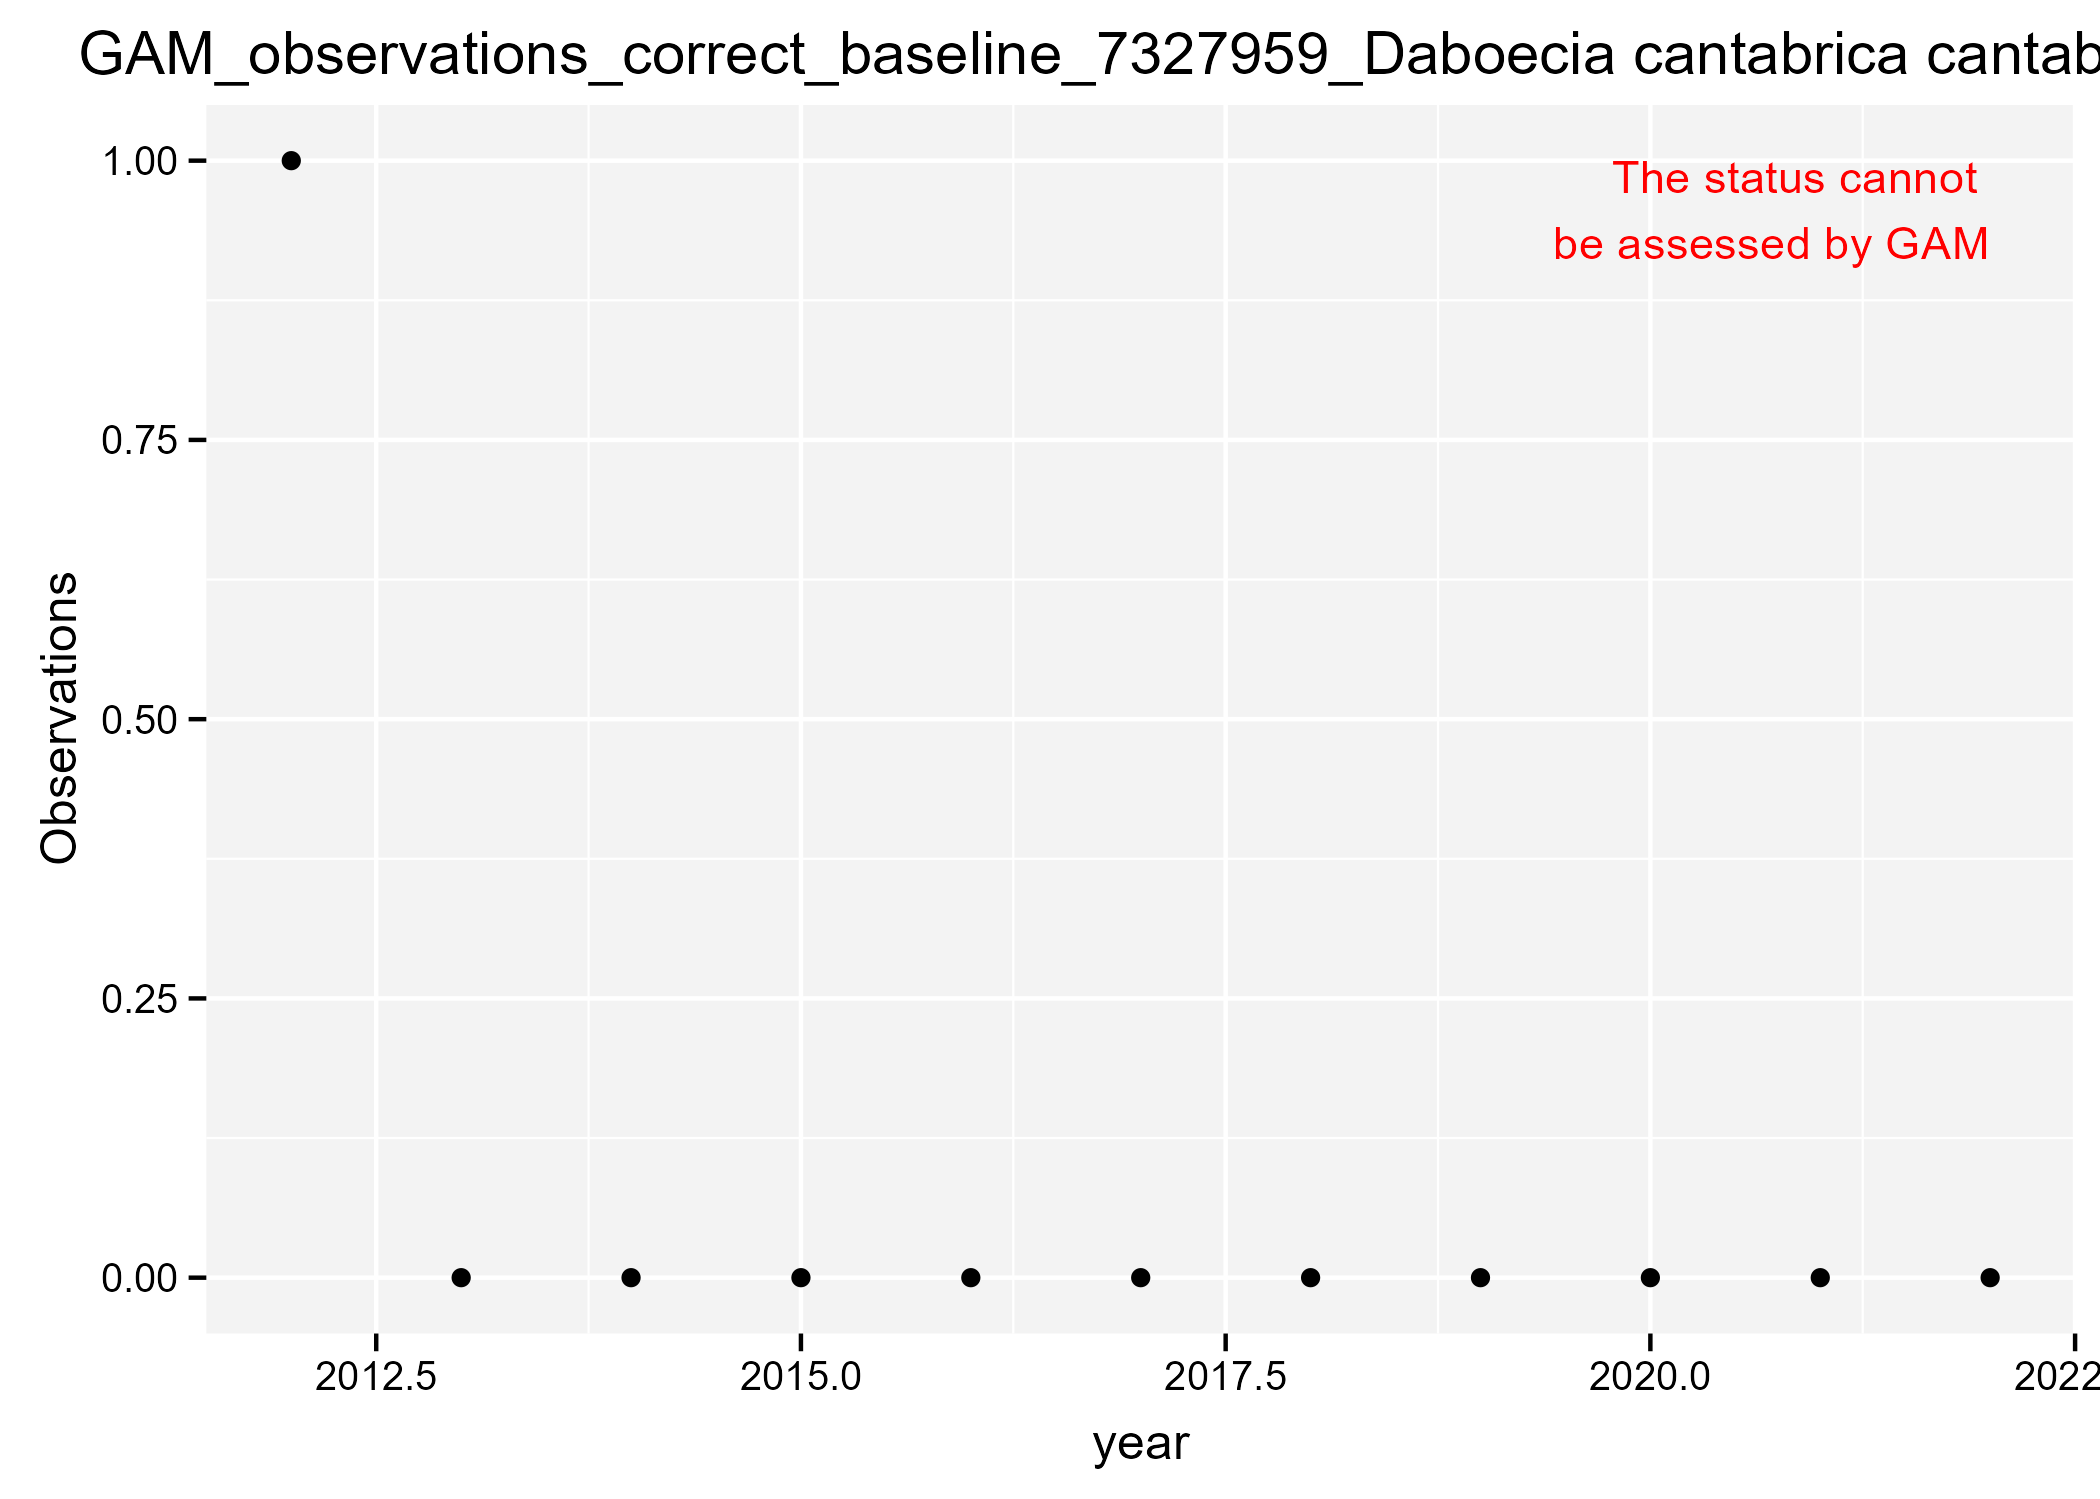 GAM_observations_correct_baseline_7327959_Daboecia cantabrica cantab
1.00
The status cannot
be assessed by GAM
0.75
0.50
0.25
0.00
Observations
2012.5 2015.0 2017.5 2020.0 2022
year